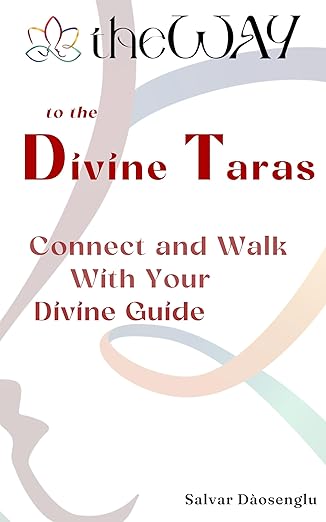 theWAY
to the
Divine Taras
Connect and Walk
With Your
Divine Guide
Salvar Dàosenglu